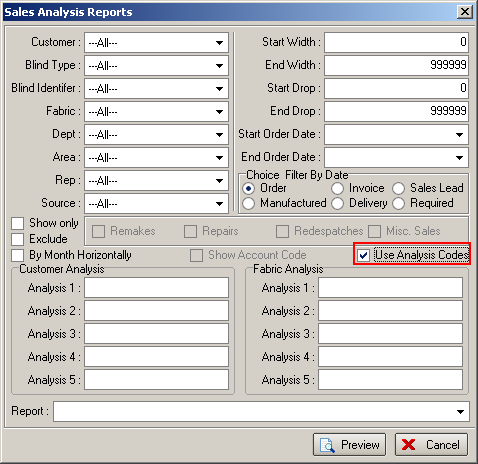 Sales Analysis Reports
Customer : ---All---
Start Width : 0
Blind Type : ---All---
End Width : 999999
Blind Identifer : ---All---
Start Drop : 0
Fabric : ---All---
End Drop : 999999
Dept : ---All---
Start Order Date :
Area : ---All---
End Order Date :
Rep : ---All---
Choice Filter By Date
Order Invoice Sales Lead
Source : ---All---
Manufactured Delivery Required
Show only
Exclude
Remakes Repairs Redespatches Misc. Sales
By Month Horizontally Show Account Code Use Analysis Codes
Customer Analysis
Analysis 1 :
Analysis 2 :
Analysis 3 :
Analysis 4 :
Analysis 5 :
Fabric Analysis
Analysis 1 :
Analysis 2 :
Analysis 3 :
Analysis 4 :
Analysis 5 :
Report :
Preview Cancel